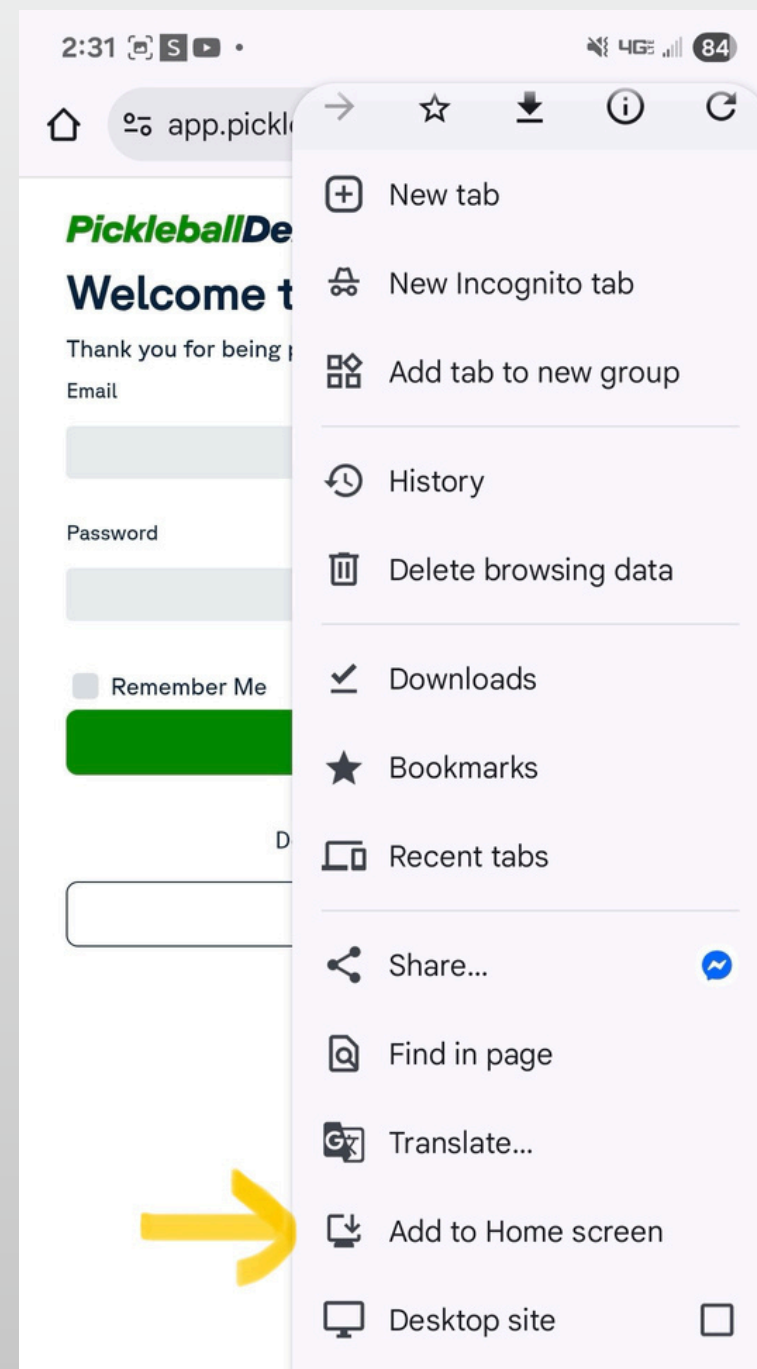 2:31 S 4GE 84
app.pickl
New tab
PickleballDe
New Incognito tab
Welcome t
Thank you for being
Add tab to new group
Email
History
Password
Delete browsing data
Downloads
Remember Me
Bookmarks
D
Recent tabs
Share...
Find in page
Translate...
Add to Home screen
Desktop site